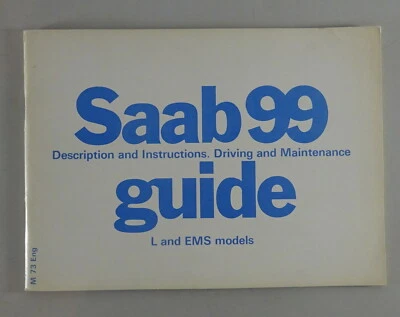 Saab 99
Description and Instructions. Driving and Maintenance
guide
L and EMS models
M 73 Eng